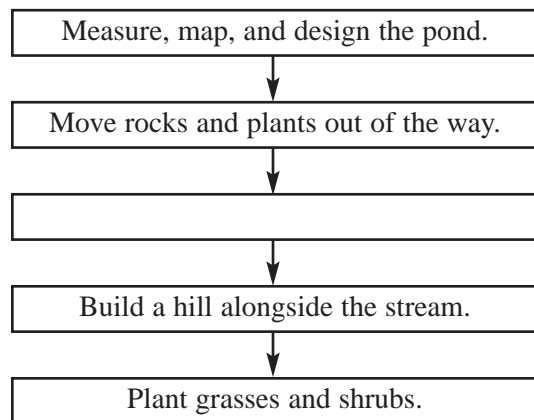 Measure, map, and design the pond.
Move rocks and plants out of the way.
Build a hill alongside the stream.
Plant grasses and shrubs.